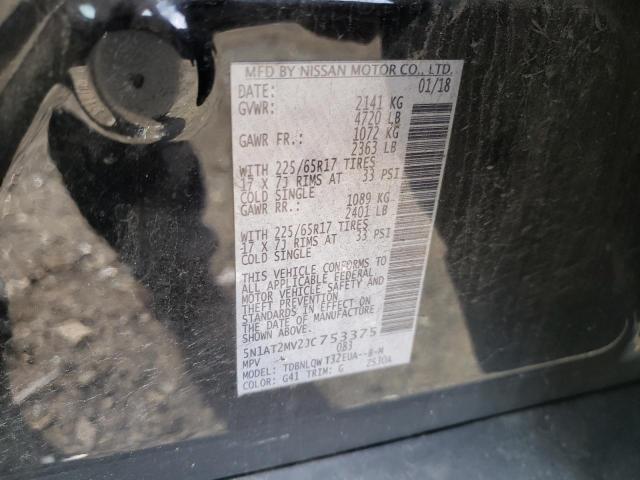 MFD BY NISSAN MOTOR CO., LTD.
DATE: 01/18
GVWR: 2141 KG
4720 LB
GAWR FR.: 1072 KG
2363 LB
WITH 225/65R17 TIRES
17 X 7J RIMS AT 33 PSI
COLD SINGLE
GAWR RR.: 1089 KG
2401 LB
WITH 225/65R17 TIRES
17 X 7J RIMS AT 33 PSI
COLD SINGLE
THIS VEHICLE CONFORMS TO
ALL APPLICABLE FEDERAL
MOTOR VEHICLE SAFETY AND
THEFT PREVENTION
STANDARDS IN EFFECT ON
THE DATE OF MANUFACTURE
5N1AT2MV2JC753375
MPV 083
MODEL: TDBNLQW T32EUA--B-M
COLOR: G41 TRIM: G 2530A